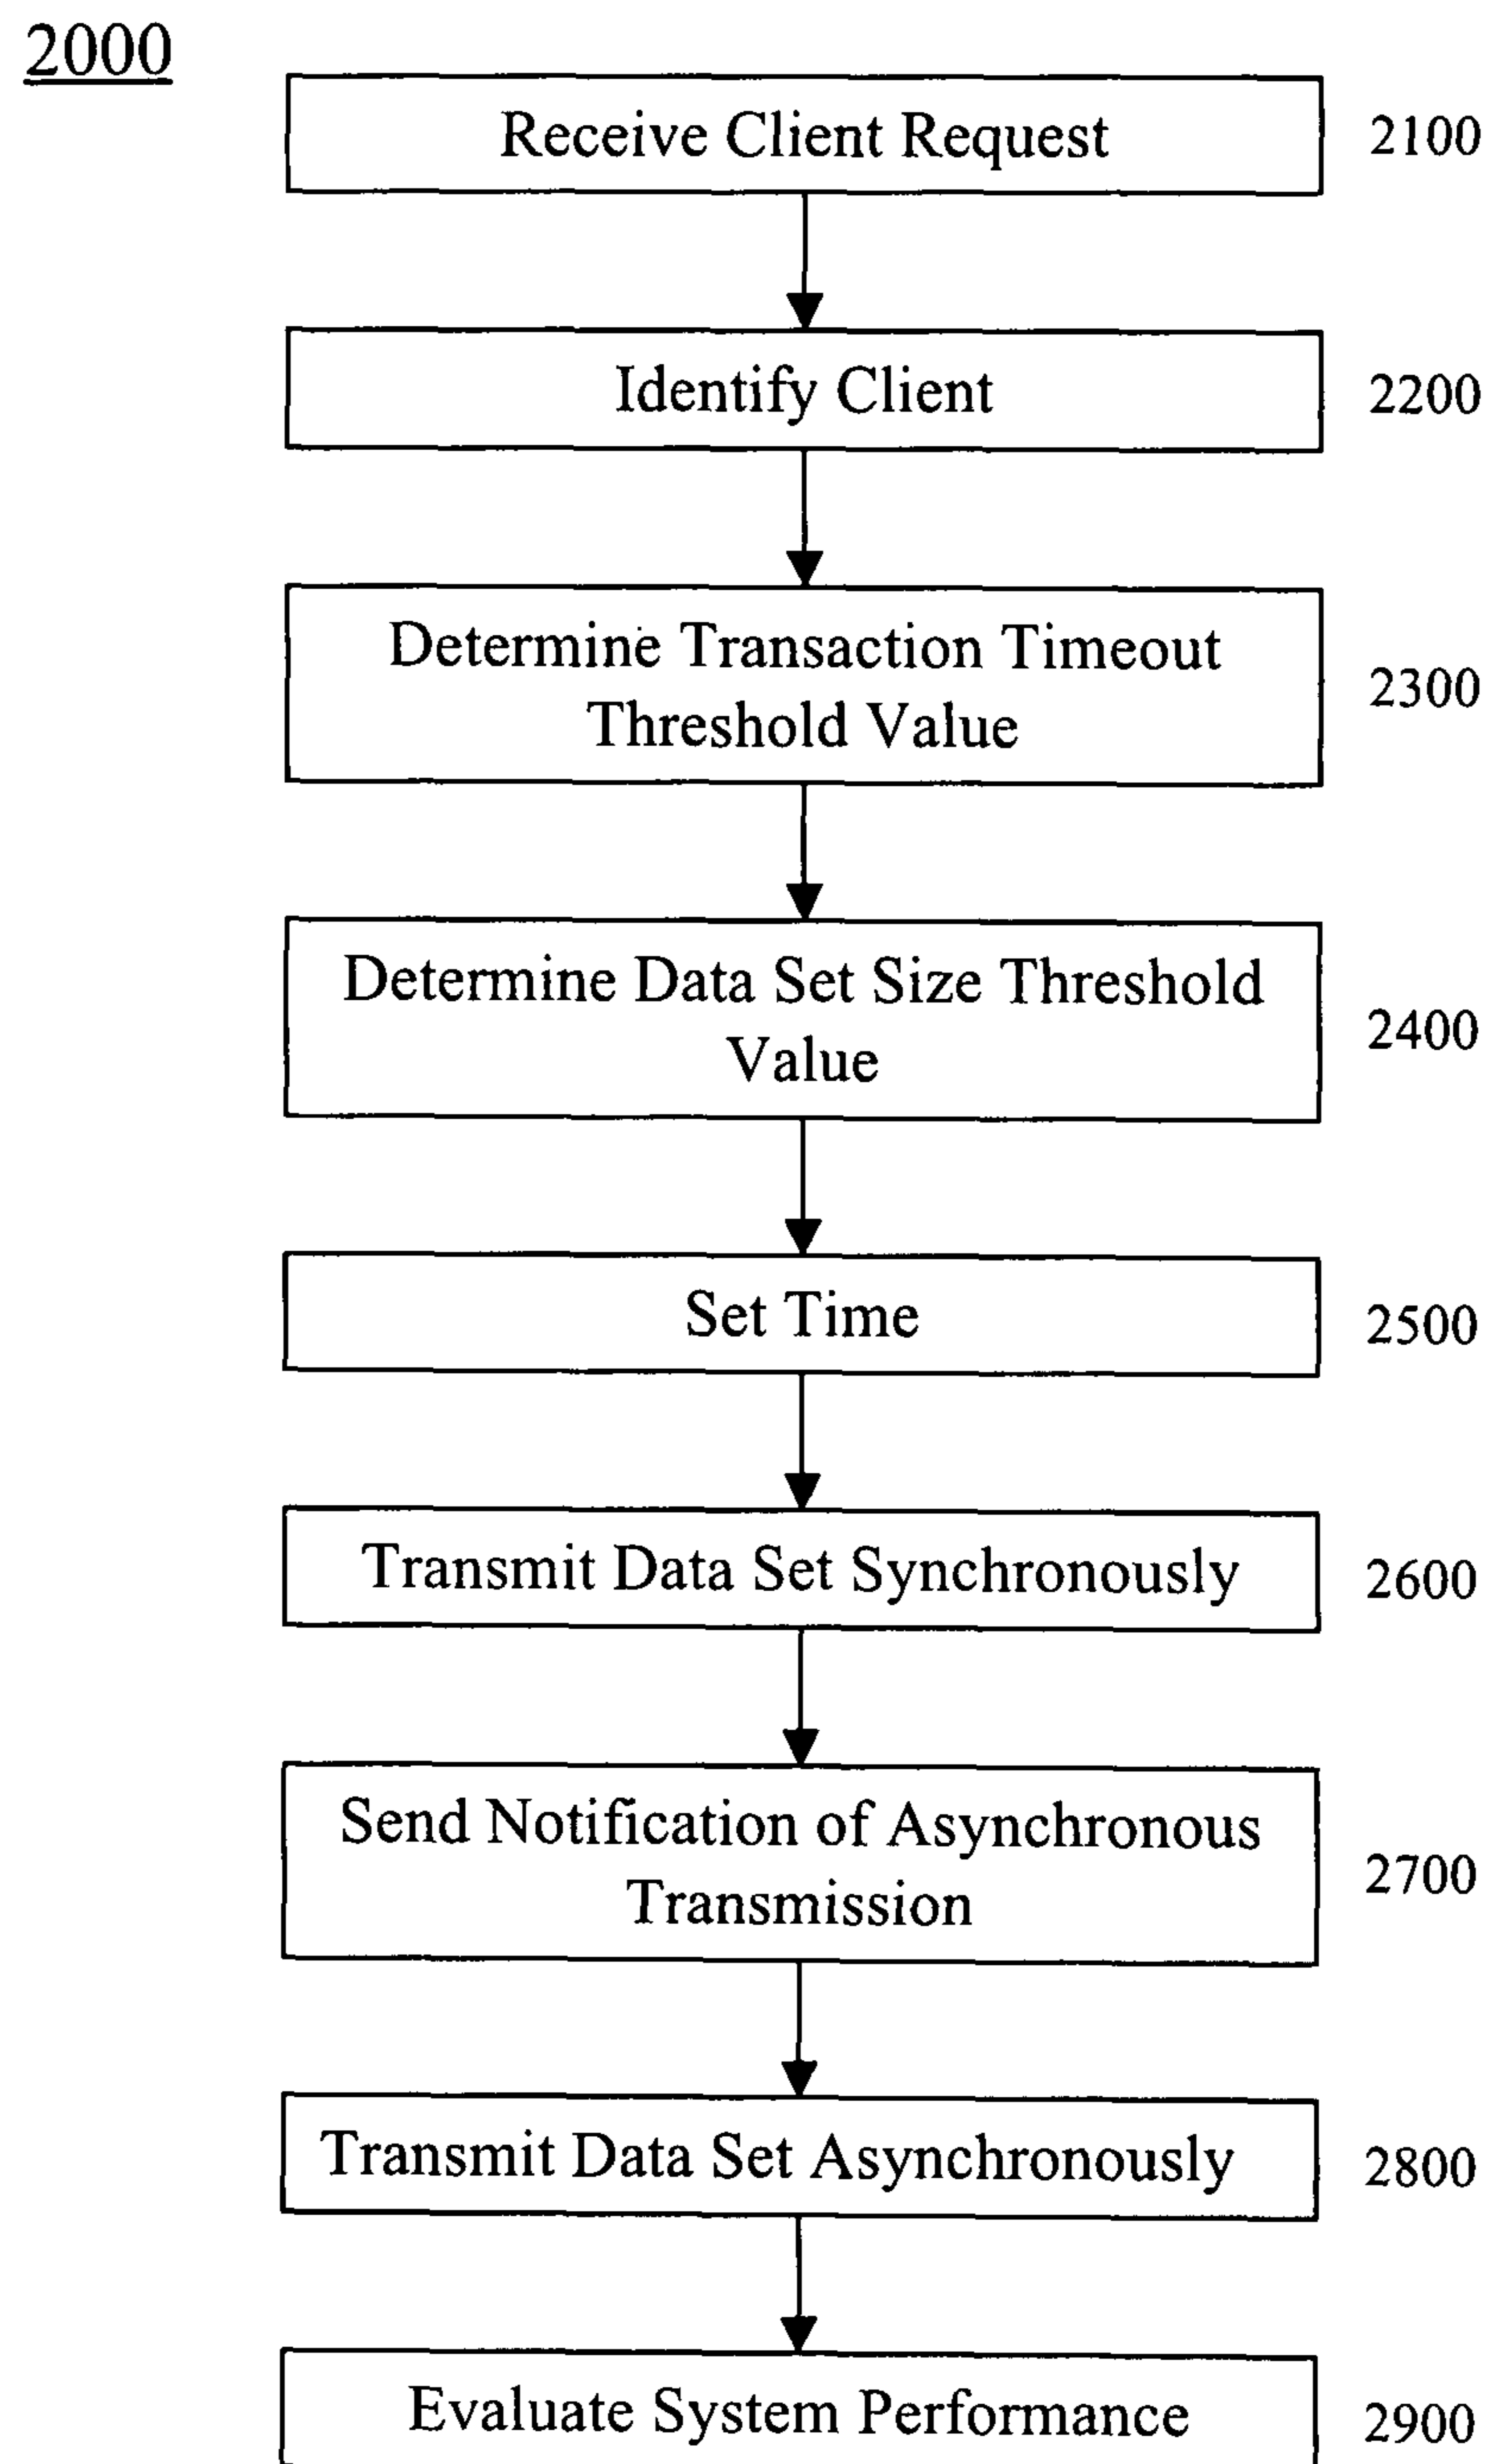 2000
Receive Client Request
2100
Identify Client
2200
Determine Transaction Timeout
Threshold Value
2300
Determine Data Set Size Threshold
Value
2400
Set Time
2500
Transmit Data Set Synchronously
2600
Send Notification of Asynchronous
Transmission
2700
Transmit Data Set Asynchronously
2800
Evaluate System Performance
2900